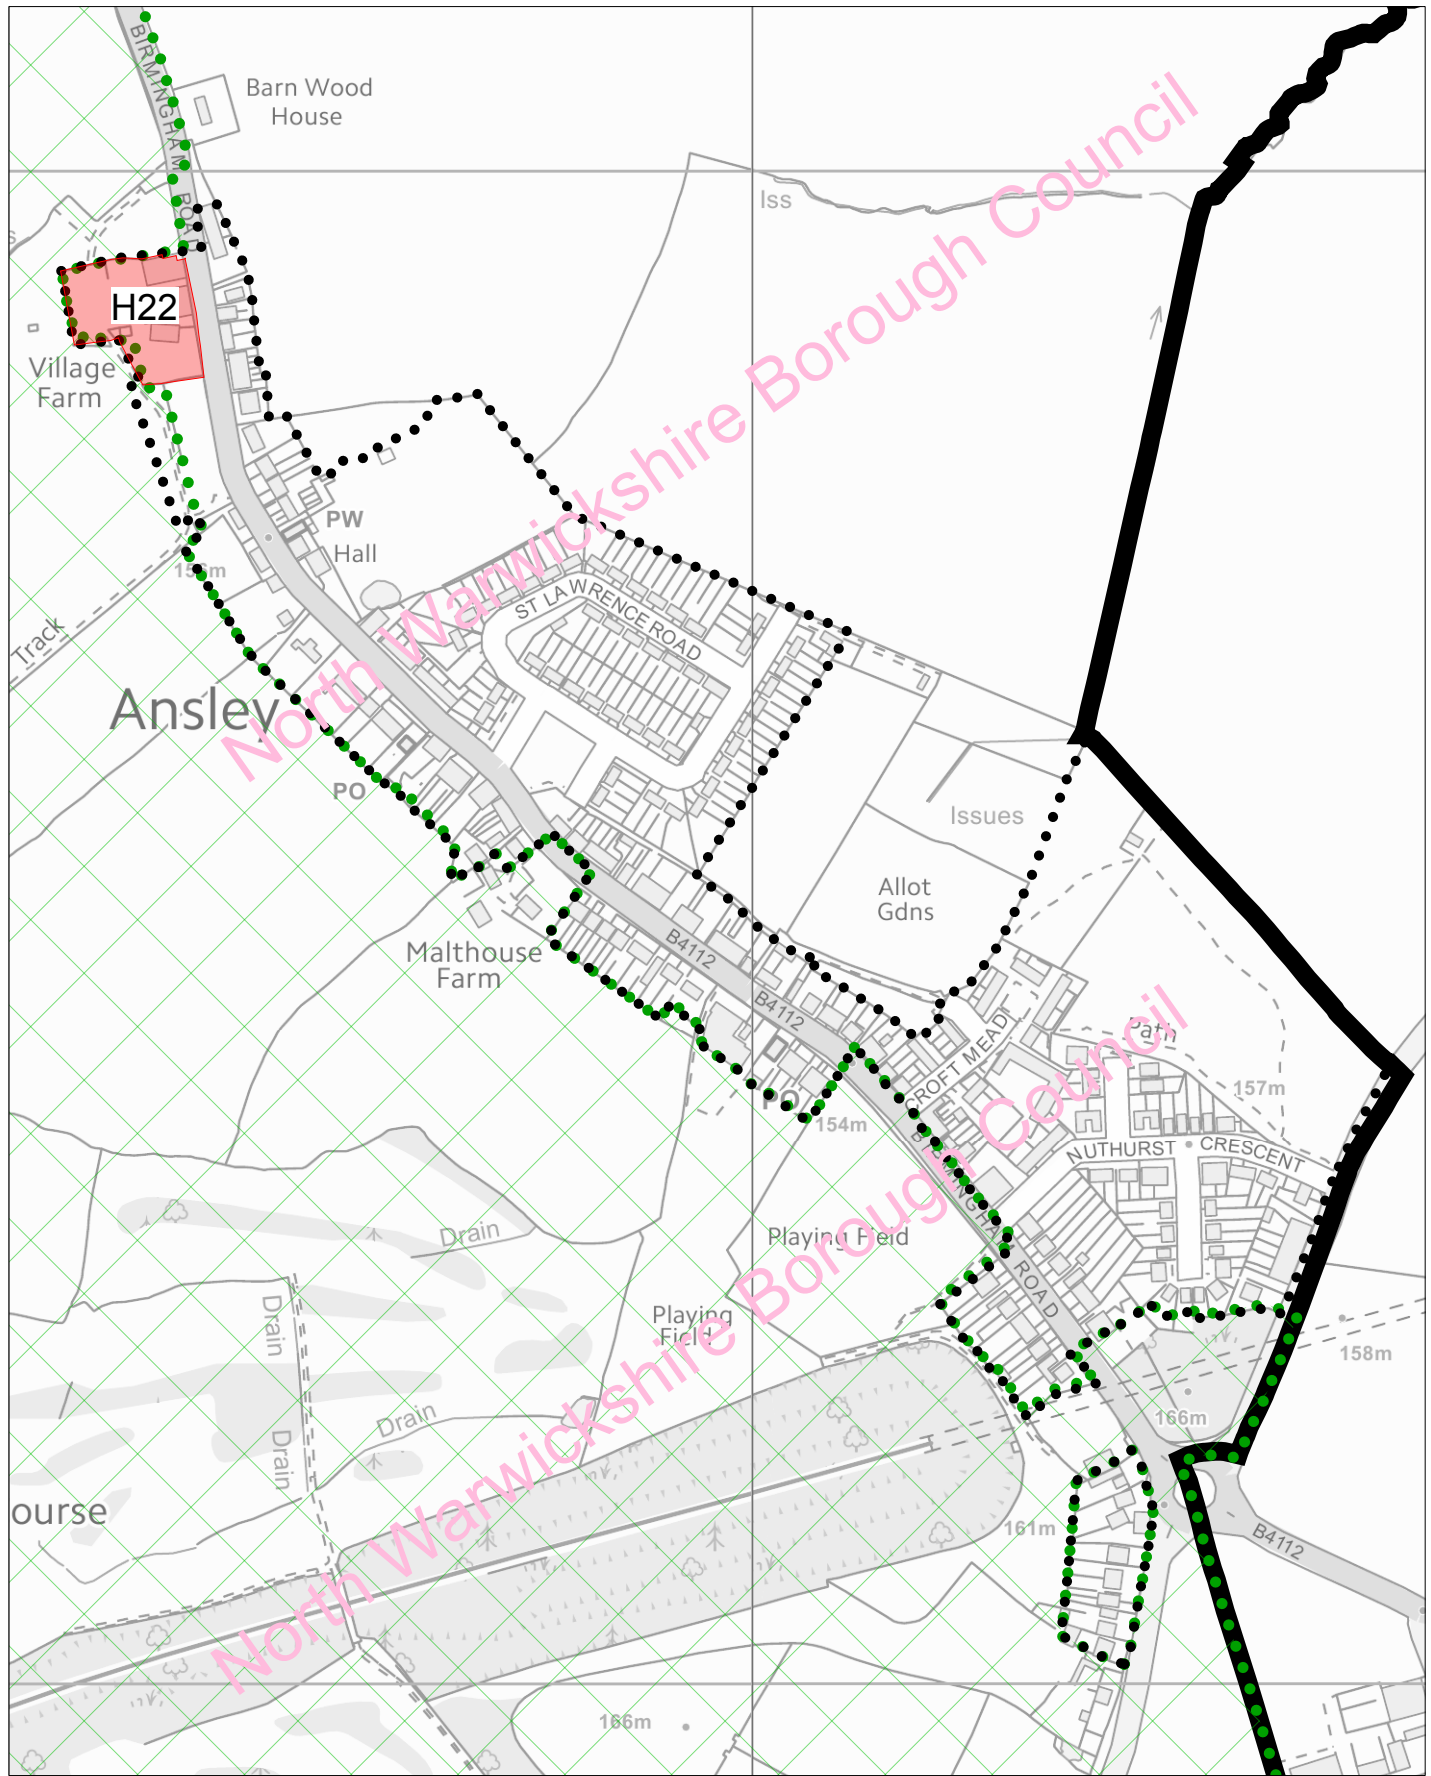 BIRMINGHAM ROAD
Barn Wood
House
Iss
s
H22
Village
Farm
PW
Hall
156m
ST LAWRENCE ROAD
Track
Ansley
North Warwickshire Borough Council
PO
Issues
Allot
Gdns
Malthouse
Farm
B4112
B4112
CROFT MEAD
Path
157m
PO
154m
NUTHURST CRESCENT
BIRMINGHAM ROAD
Playing Field
Drain
Playing
Field
Drain
158m
Drain
166m
Drain
North Warwickshire Borough Council
ourse
161m
B4112
166m